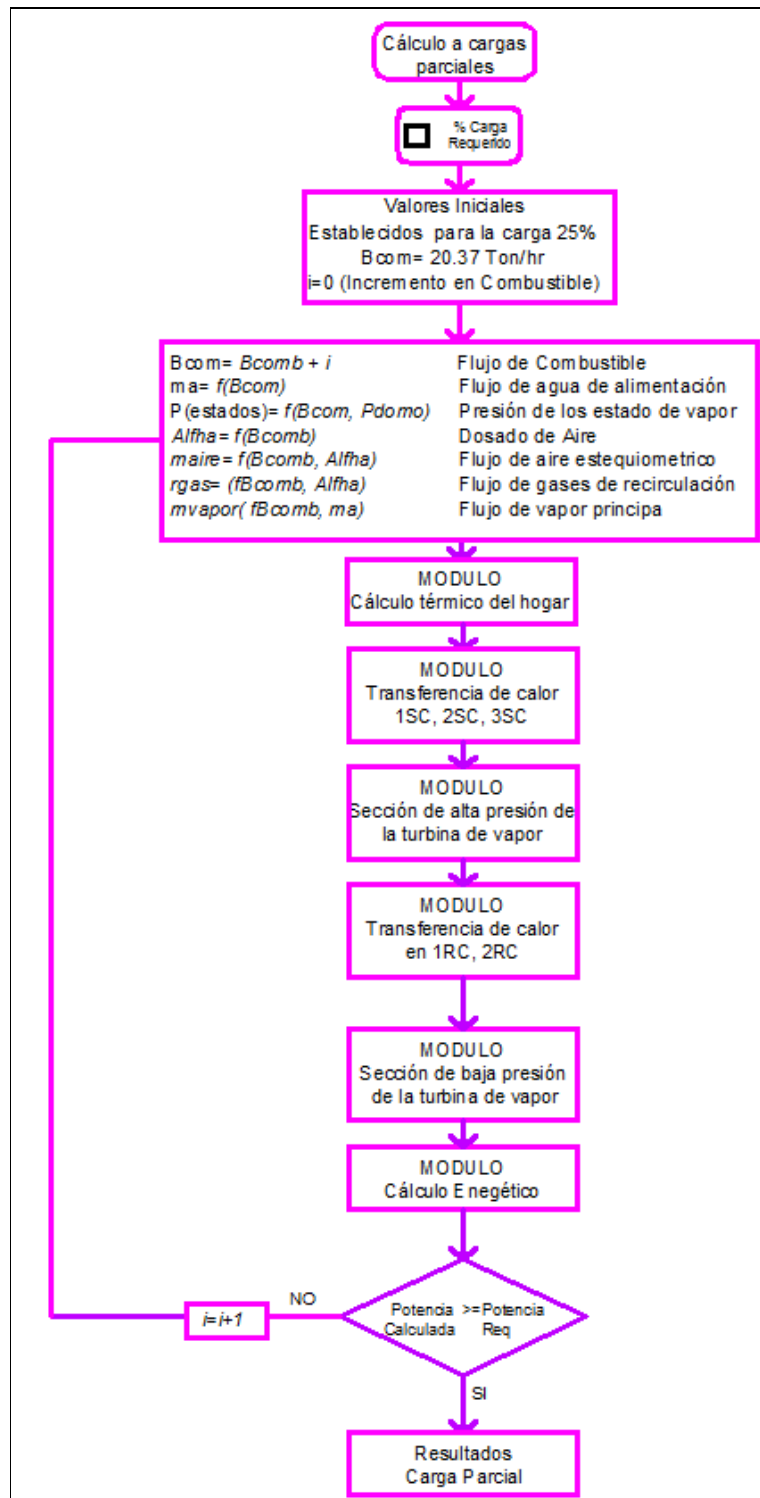 Cálculo a cargas
parciales
% Carga
Requerido
Valores Iniciales
Establecidos para la carga 25%
Bcom= 20.37 Ton/hr
i=0 (Incremento en Combustible)
Bcom= Bcomb + i Flujo de Combustible
ma= f(Bcom) Flujo de agua de alimentación
P(estados)= f(Bcom, Pdomo) Presión de los estado de vapor
Alfha= f(Bcomb) Dosado de Aire
maire= f(Bcomb, Alfha) Flujo de aire estequiometrico
rgas= (fBcomb, Alfha) Flujo de gases de recirculación
mvapor( fBcomb, ma) Flujo de vapor principa
MODULO
Cálculo térmico del hogar
MODULO
Transferencia de calor
1SC, 2SC, 3SC
MODULO
Sección de alta presión de
la turbina de vapor
MODULO
Transferencia de calor
en 1RC, 2RC
MODULO
Sección de baja presión
de la turbina de vapor
MODULO
Cálculo E negético
Potencia >=Potencia
Calculada Req
NO
i=i+1
SI
Resultados
Carga Parcial